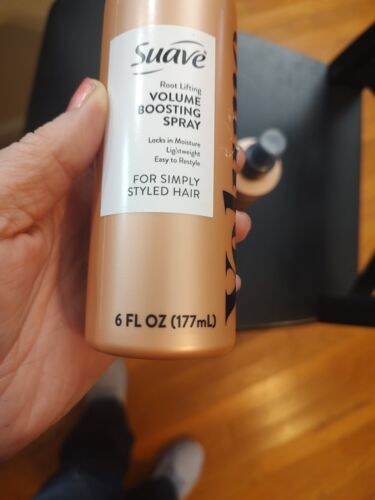 Suave
Root Lifting
VOLUME
BOOSTING
SPRAY
Locks in Moisture
Lightweight
Easy to Restyle
FOR SIMPLY
STYLED HAIR
6 FL OZ (177mL)